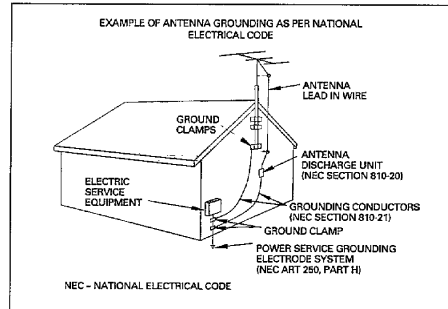 EXAMPLE OF ANTENNA GROUNDING AS PER NATIONAL
ELECTRICAL CODE
ANTENNA
LEAD IN WIRE
GROUND
CLAMPS
ANTENNA
DISCHARGE UNIT
(NEC SECTION 810-20)
ELECTRIC
SERVICE
EQUIPMENT
GROUNDING CONDUCTORS
(NEC SECTION 810-21)
GROUND CLAMP
POWER SERVICE GROUNDING
ELECTRODE SYSTEM
(NEC ART 250, PART H)
NEC – NATIONAL ELECTRICAL CODE